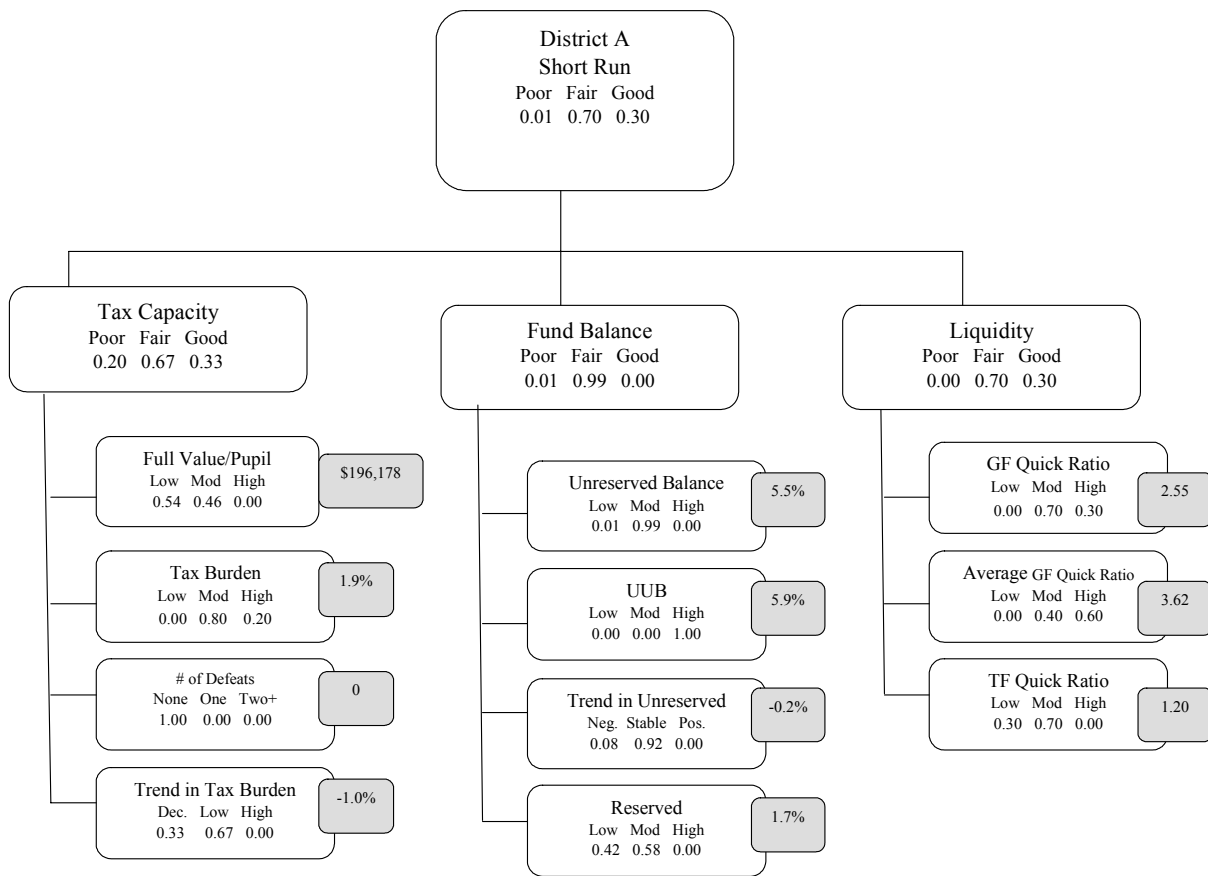 District A
Short Run
Poor Fair Good
0.01 0.70 0.30
Tax Capacity
Poor Fair Good
0.20 0.67 0.33
Full Value/Pupil
Low Mod High
0.54 0.46 0.00
$196,178
Tax Burden
Low Mod High
0.00 0.80 0.20
1.9%
# of Defeats
None One Two+
1.00 0.00 0.00
0
Trend in Tax Burden
Dec. Low High
0.33 0.67 0.00
-1.0%
Fund Balance
Poor Fair Good
0.01 0.99 0.00
Unreserved Balance
Low Mod High
0.01 0.99 0.00
5.5%
UUB
Low Mod High
0.00 0.00 1.00
5.9%
Trend in Unreserved
Neg. Stable Pos.
0.08 0.92 0.00
-0.2%
Reserved
Low Mod High
0.42 0.58 0.00
1.7%
Liquidity
Poor Fair Good
0.00 0.70 0.30
GF Quick Ratio
Low Mod High
0.00 0.70 0.30
2.55
Average GF Quick Ratio
Low Mod High
0.00 0.40 0.60
3.62
TF Quick Ratio
Low Mod High
0.30 0.70 0.00
1.20